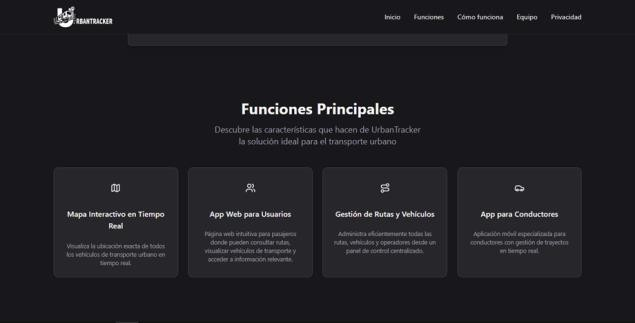 URBANTRACKER
Inicio Funciones Cómo funciona Equipo Privacidad
Funciones Principales
Descubre las características que hacen de UrbanTracker
la solución ideal para el transporte urbano
Mapa Interactivo en Tiempo
Real
Visualiza la ubicación exacta de todos
los vehículos de transporte urbano en
tiempo real.
App Web para Usuarios
Página web intuitiva para pasajeros
donde pueden consultar rutas,
visualizar vehículos de transporte y
acceder a información relevante.
Gestión de Rutas y Vehículos
Administra eficientemente todas las
rutas, vehículos y operadores desde un
panel de control centralizado.
App para Conductores
Aplicación móvil especializada para
conductores con gestión de trayectos
en tiempo real.